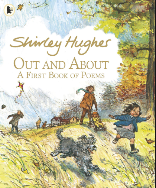 Shirley Hughes
OUT AND ABOUT
A FIRST BOOK OF POEMS